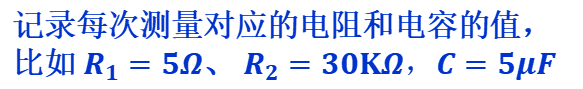 记录每次测量对应的电阻和电容的值，
比如 R₁ = 5Ω、 R₂ = 30KΩ，C = 5μF